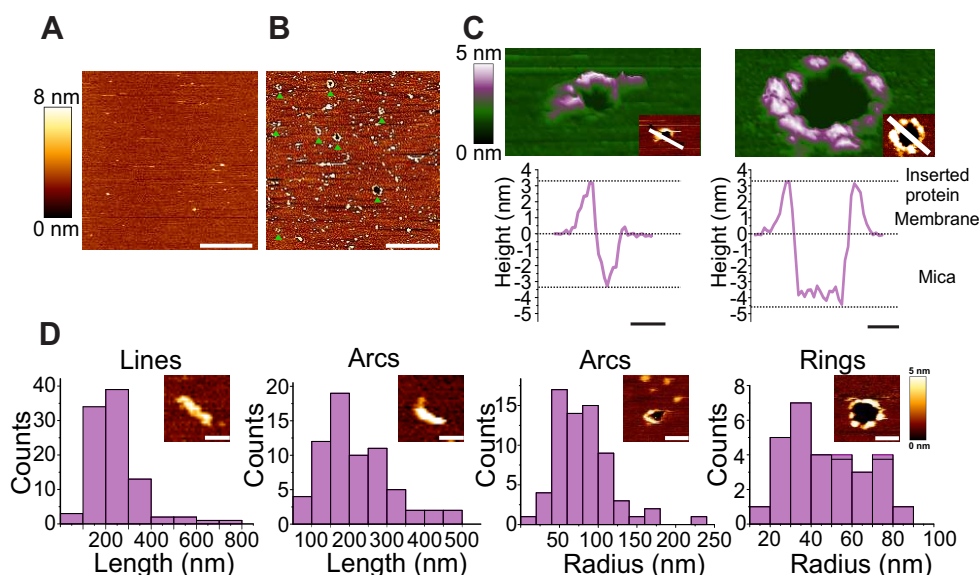 A
B
C
8 nm
0 nm
5 nm
0 nm
Height (nm)
4
3
2
1
0
-1
-2
-3
-4
-5
Height (nm)
4
3
2
1
0
-1
-2
-3
-4
-5
Inserted
protein
Membrane
Mica
D
Lines
Counts
40
30
20
10
0
200 400 600 800
Length (nm)
Arcs
Counts
20
15
10
5
0
100 200 300 400 500
Length (nm)
Arcs
Counts
15
10
5
0
50 100 150 200 250
Radius (nm)
Rings
Counts
8
6
4
2
0
20 40 60 80 100
Radius (nm)
5 nm
0 nm